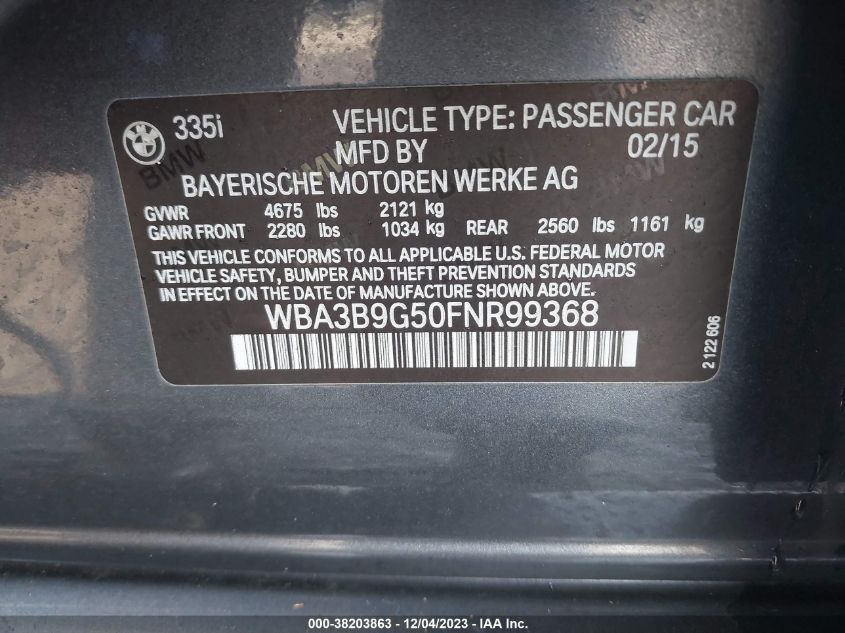 335i VEHICLE TYPE: PASSENGER CAR
MFD BY 02/15
BAYERISCHE MOTOREN WERKE AG
GVWR 4675 lbs 2121 kg
GAWR FRONT 2280 lbs 1034 kg REAR 2560 lbs 1161 kg
THIS VEHICLE CONFORMS TO ALL APPLICABLE U.S. FEDERAL MOTOR
VEHICLE SAFETY, BUMPER AND THEFT PREVENTION STANDARDS
IN EFFECT ON THE DATE OF MANUFACTURE SHOWN ABOVE.
WBA3B9G50FNR99368
2 122 606
BMW
BMW
000-38203863 - 12/04/2023 - IAA Inc.